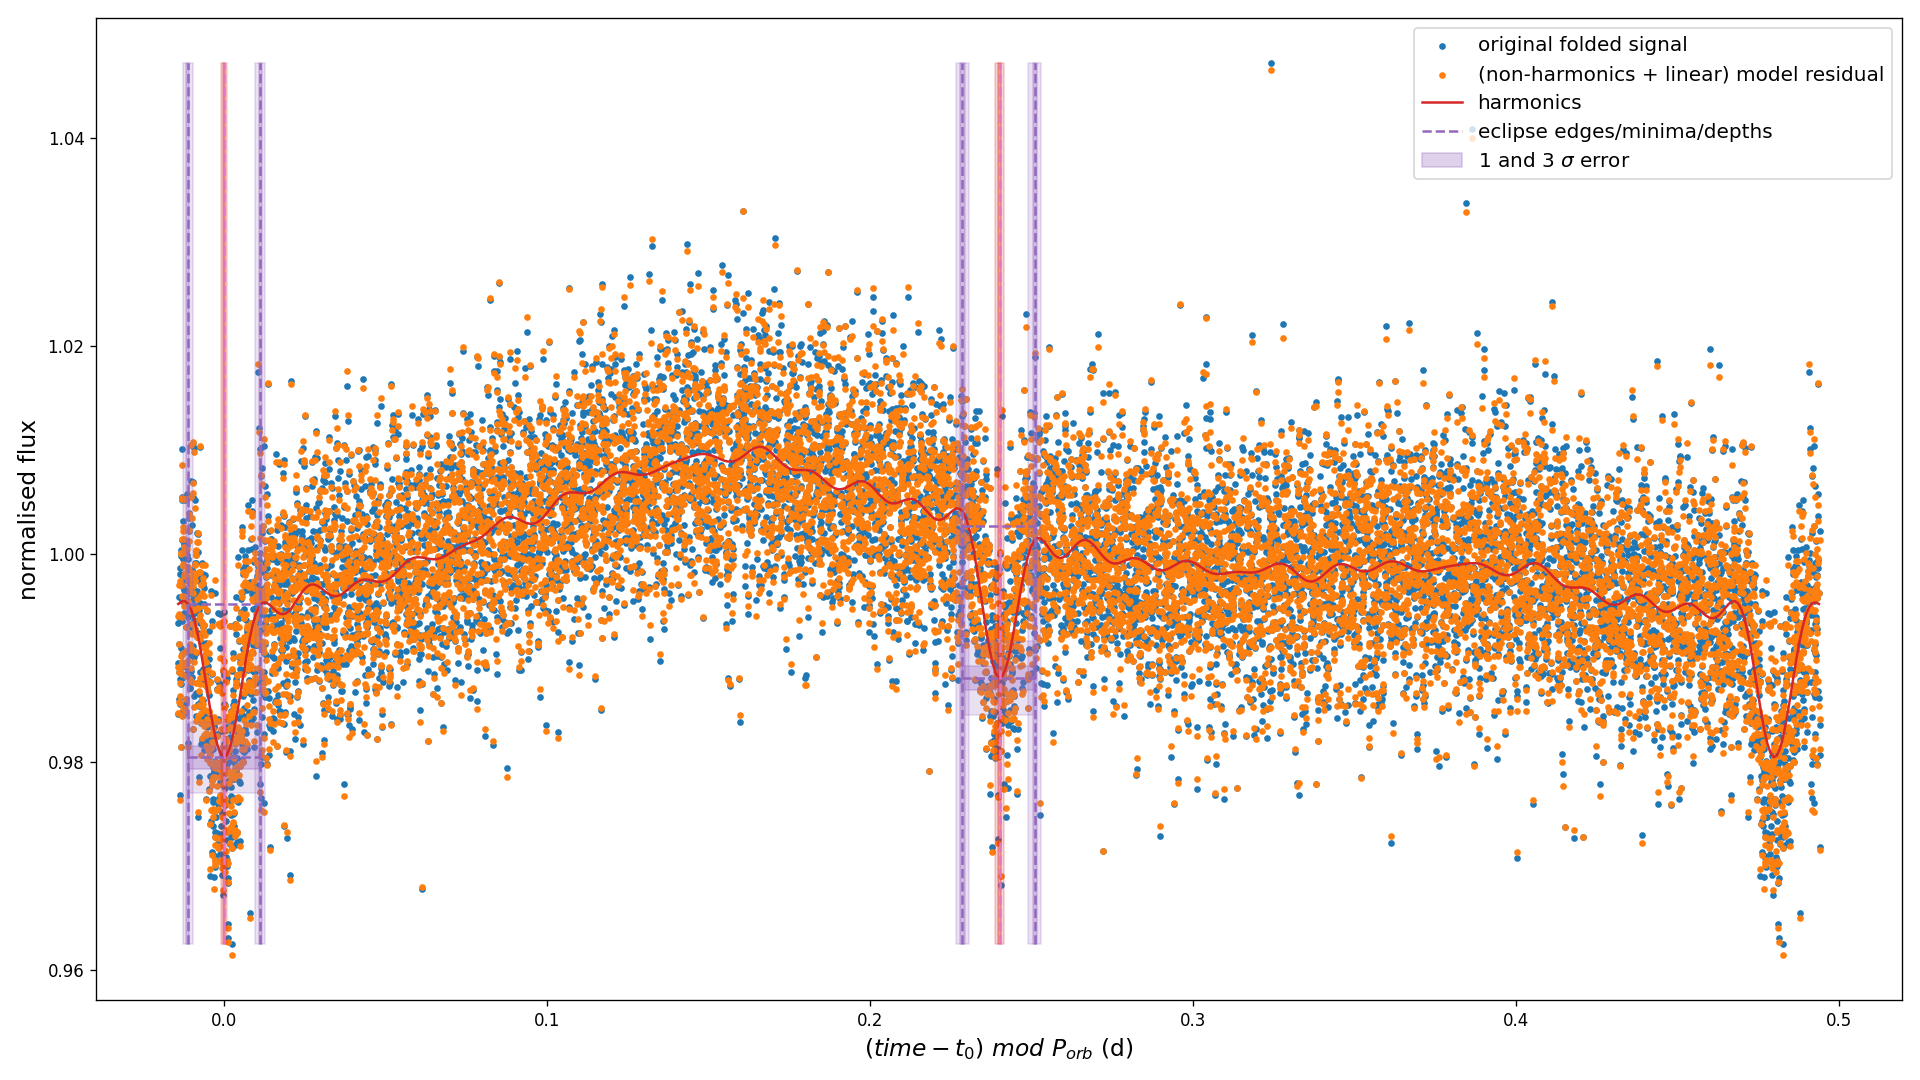 original folded signal
(non-harmonics + linear) model residual
harmonics
eclipse edges/minima/depths
1 and 3 σ error
normalised flux
1.04
1.02
1.00
0.98
0.96
0.0 0.1 0.2 0.3 0.4 0.5
(time − t₀) mod P_orb (d)